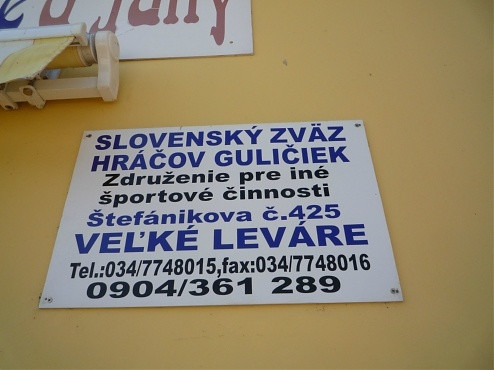 SLOVENSKÝ ZVÄZ
HRÁČOV GULIČIEK
Združenie pre iné
športové činnosti
Štefánikova č.425
VEĽKÉ LEVÁRE
Tel.:034/7748015,fax:034/7748016
0904/361 289